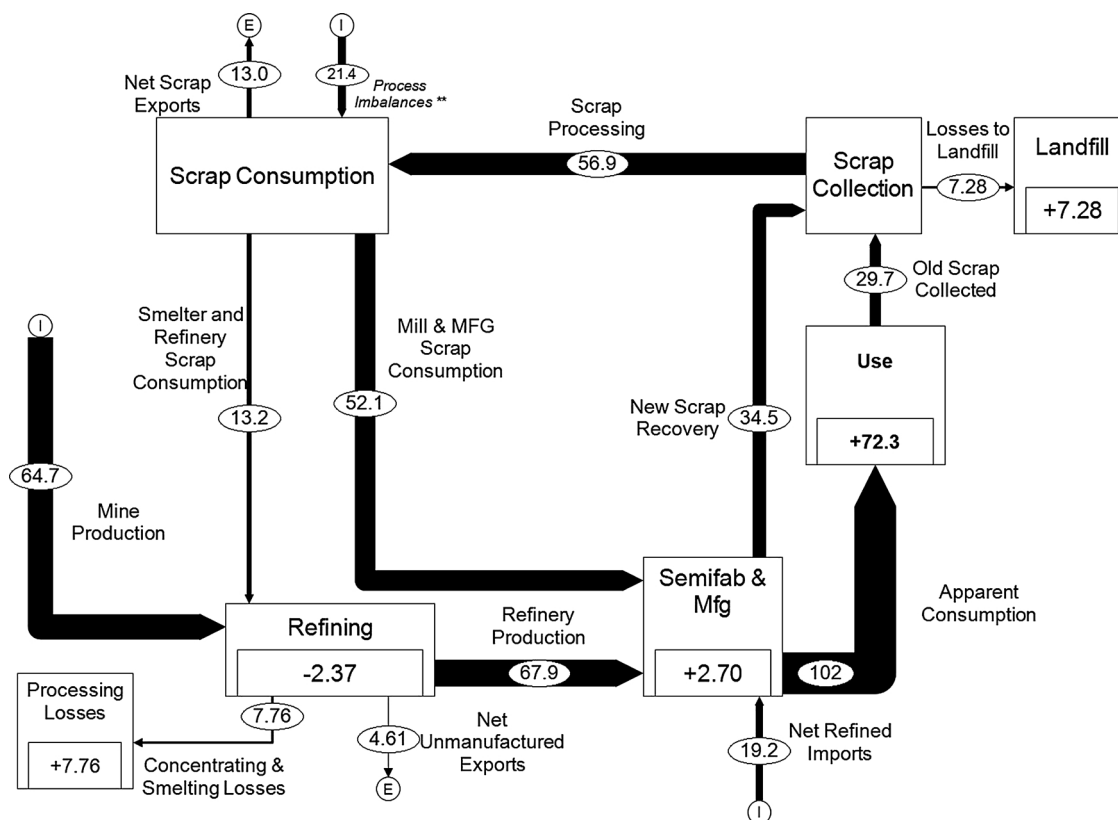 E
I
13.0
21.4
Net Scrap
Exports
Process
Imbalances **
Scrap Consumption
Scrap
Processing
56.9
Scrap
Collection
Losses to
Landfill
7.28
Landfill
+7.28
29.7
Old Scrap
Collected
I
Smelter and
Refinery
Scrap
Consumption
13.2
Mill & MFG
Scrap
Consumption
52.1
New Scrap
Recovery
34.5
Use
+72.3
64.7
Mine
Production
Refining
-2.37
Refinery
Production
67.9
Semifab &
Mfg
+2.70
102
Apparent
Consumption
Processing
Losses
+7.76
7.76
Concentrating &
Smelting Losses
4.61
Net
Unmanufactured
Exports
E
19.2
Net Refined
Imports
I